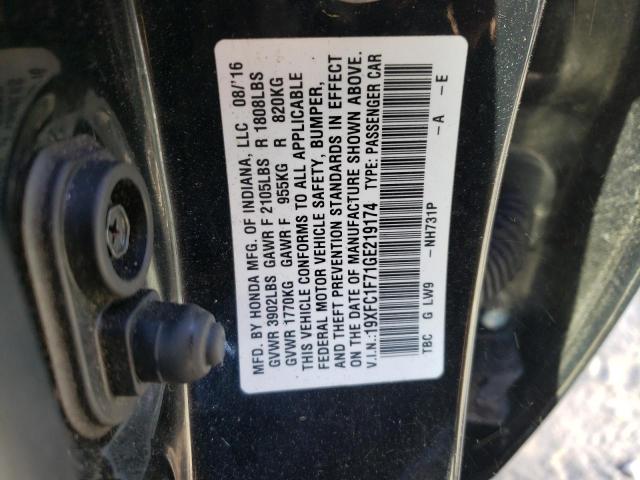 MFD. BY HONDA MFG. OF INDIANA, LLC 08/'16
GVWR 3902LBS GAWR F 2105LBS R 1808LBS
GVWR 1770KG GAWR F 955KG R 820KG
THIS VEHICLE CONFORMS TO ALL APPLICABLE
FEDERAL MOTOR VEHICLE SAFETY, BUMPER,
AND THEFT PREVENTION STANDARDS IN EFFECT
ON THE DATE OF MANUFACTURE SHOWN ABOVE.
V.I.N.:19XFC1F71GE219174 TYPE: PASSENGER CAR
TBC G LW9 -NH731P -A -E